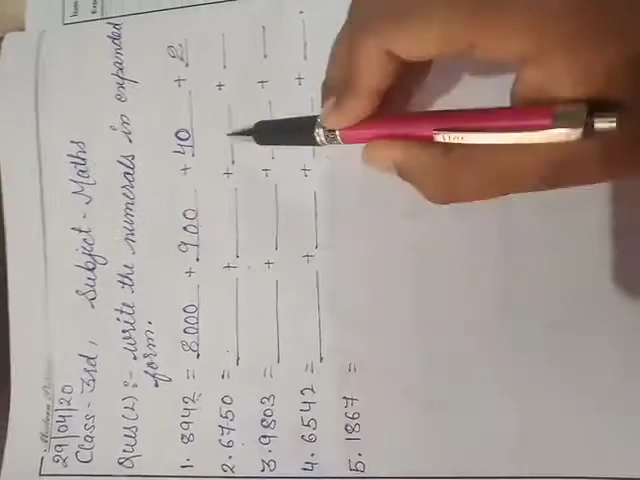 29/04/20
Class - 3rd, Subject - Maths
Ques(2) :- write the numerals in expanded
form.
1. 8942 = 8000 + 900 + 40 + 2
2. 6750 = ___ + ___ + ___ + ___
3. 9803 = ___ + ___ + ___ + ___
4. 6542 = ___ + ___ + ___ + ___.
5. 1867 =